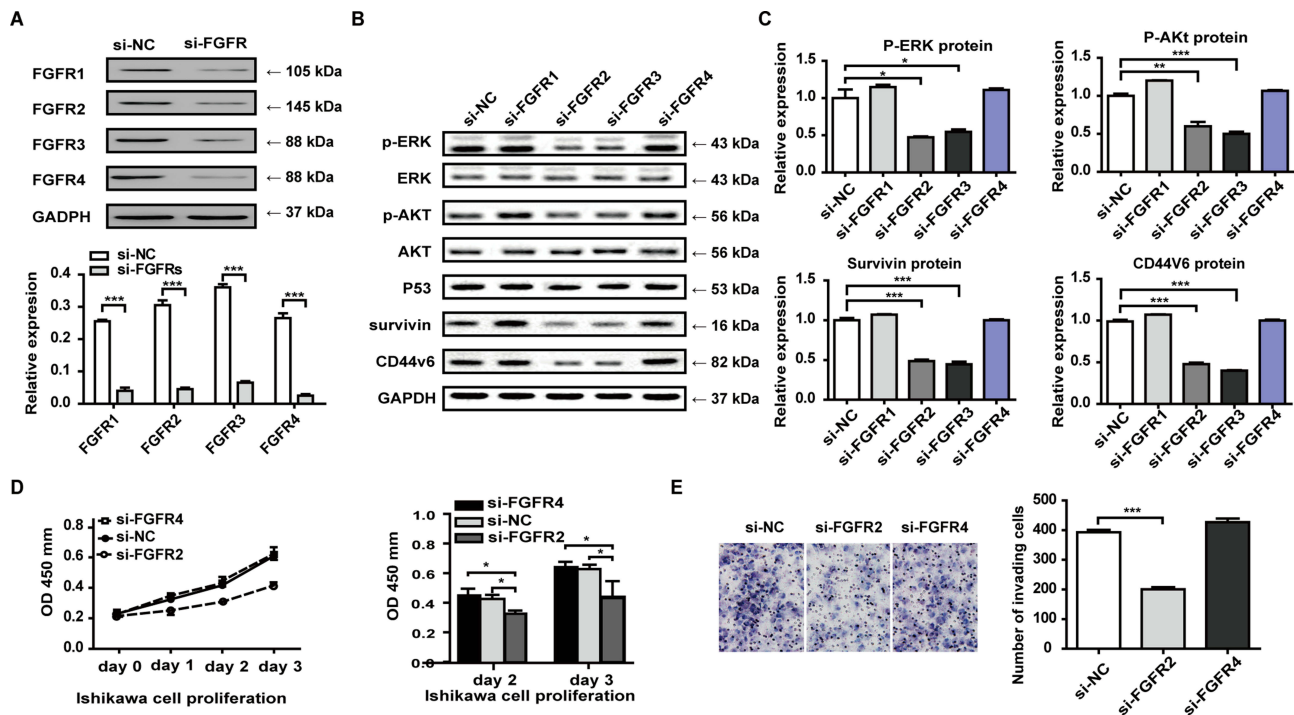 A
si-NC si-FGFR
FGFR1 ← 105 kDa
FGFR2 ← 145 kDa
FGFR3 ← 88 kDa
FGFR4 ← 88 kDa
GADPH ← 37 kDa
si-NC
si-FGFRs
*** *** *** ***
Relative expression
0.4
0.3
0.2
0.1
0.0
FGFR1 FGFR2 FGFR3 FGFR4
B
si-NC si-FGFR1 si-FGFR2 si-FGFR3 si-FGFR4
p-ERK ← 43 kDa
ERK ← 43 kDa
p-AKT ← 56 kDa
AKT ← 56 kDa
P53 ← 53 kDa
survivin ← 16 kDa
CD44v6 ← 82 kDa
GAPDH ← 37 kDa
C
P-ERK protein
*
*
Relative expression
1.5
1.0
0.5
0.0
si-NC si-FGFR1 si-FGFR2 si-FGFR3 si-FGFR4
P-AKt protein
***
**
Relative expression
1.5
1.0
0.5
0.0
si-NC si-FGFR1 si-FGFR2 si-FGFR3 si-FGFR4
Survivin protein
***
***
Relative expression
1.5
1.0
0.5
0.0
si-NC si-FGFR1 si-FGFR2 si-FGFR3 si-FGFR4
CD44V6 protein
***
***
Relative expression
1.5
1.0
0.5
0.0
si-NC si-FGFR1 si-FGFR2 si-FGFR3 si-FGFR4
D
si-FGFR4
si-NC
si-FGFR2
OD 450 mm
0.8
0.6
0.4
0.2
0.0
day 0 day 1 day 2 day 3
Ishikawa cell proliferation
si-FGFR4
si-NC
si-FGFR2
* * * *
OD 450 mm
1.0
0.8
0.6
0.4
0.2
0.0
day 2 day 3
Ishikawa cell proliferation
E
si-NC si-FGFR2 si-FGFR4
***
Number of invading cells
500
400
300
200
100
0
si-NC si-FGFR2 si-FGFR4